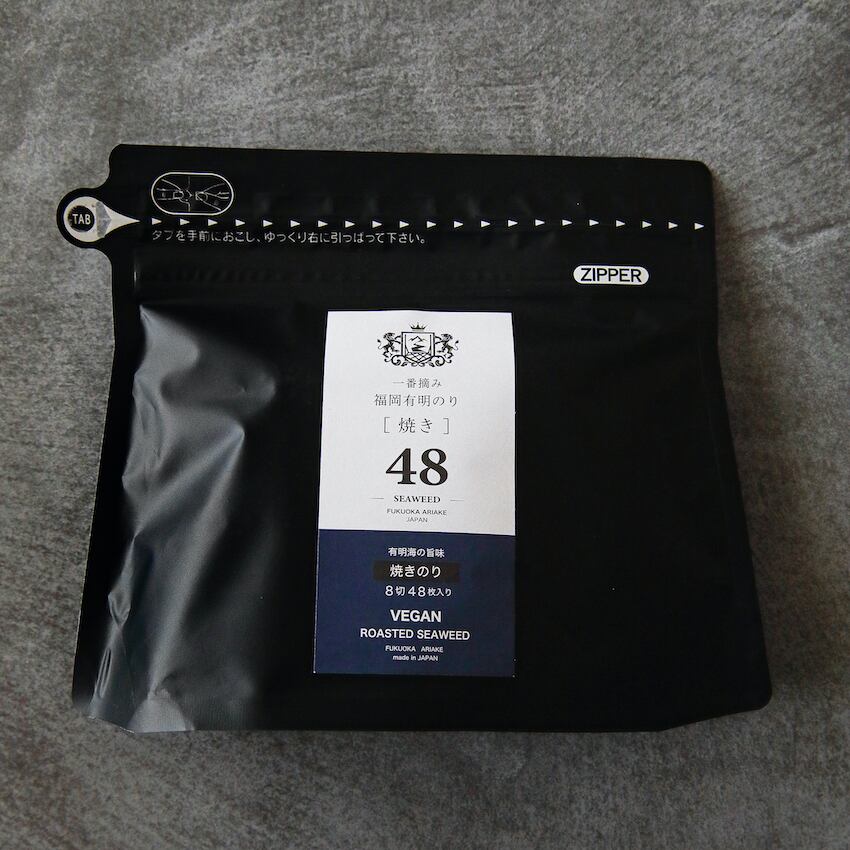 TAB
タブを手前におこし、ゆっくり右に引っぱって下さい。
ZIPPER
一番摘み
福岡有明のり
［ 焼き ］
48
SEAWEED
FUKUOKA ARIAKE
JAPAN
有明海の旨味
焼きのり
8切48枚入り
VEGAN
ROASTED SEAWEED
FUKUOKA ARIAKE
made in JAPAN